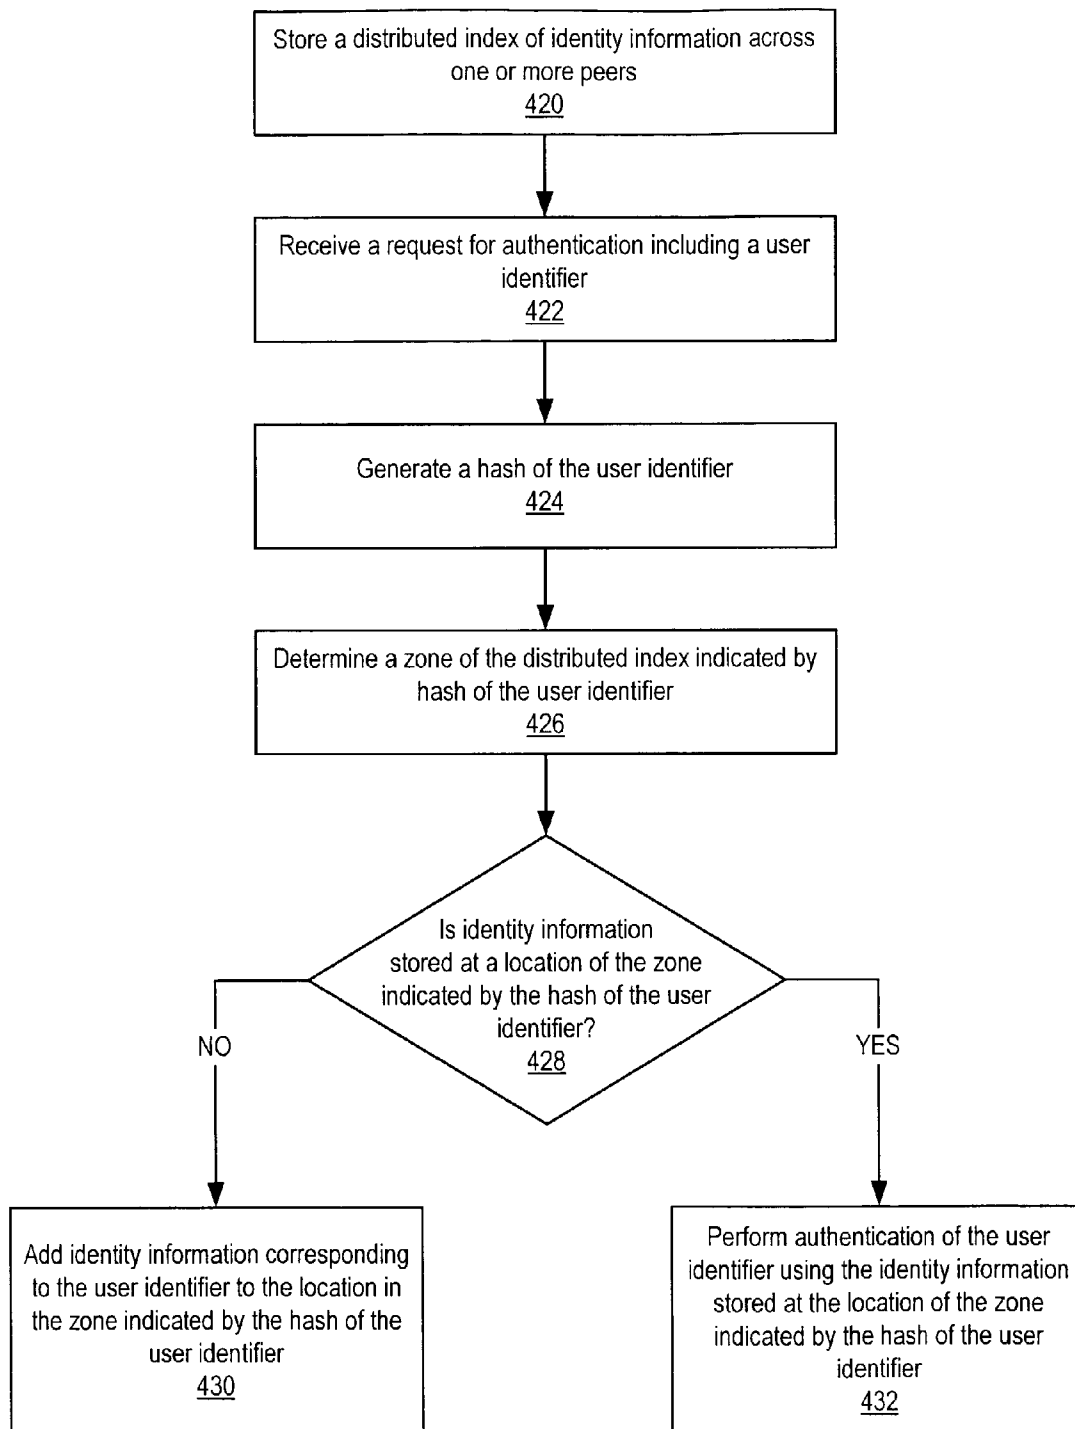 Store a distributed index of identity information across
one or more peers
420
Receive a request for authentication including a user
identifier
422
Generate a hash of the user identifier
424
Determine a zone of the distributed index indicated by
hash of the user identifier
426
Is identity information
stored at a location of the zone
indicated by the hash of the user
identifier?
428
NO
YES
Add identity information corresponding
to the user identifier to the location in
the zone indicated by the hash of the
user identifier
430
Perform authentication of the user
identifier using the identity information
stored at the location of the zone
indicated by the hash of the user
identifier
432